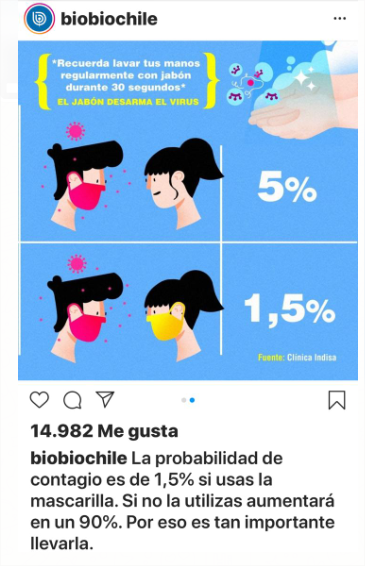 biobiochile
*Recuerda lavar tus manos
regularmente con jabón
durante 30 segundos*
EL JABÓN DESARMA EL VIRUS
5%
1,5%
Fuente: Clínica Indisa
14.982 Me gusta
biobiochile La probabilidad de
contagio es de 1,5% si usas la
mascarilla. Si no la utilizas aumentará
en un 90%. Por eso es tan importante
llevarla.